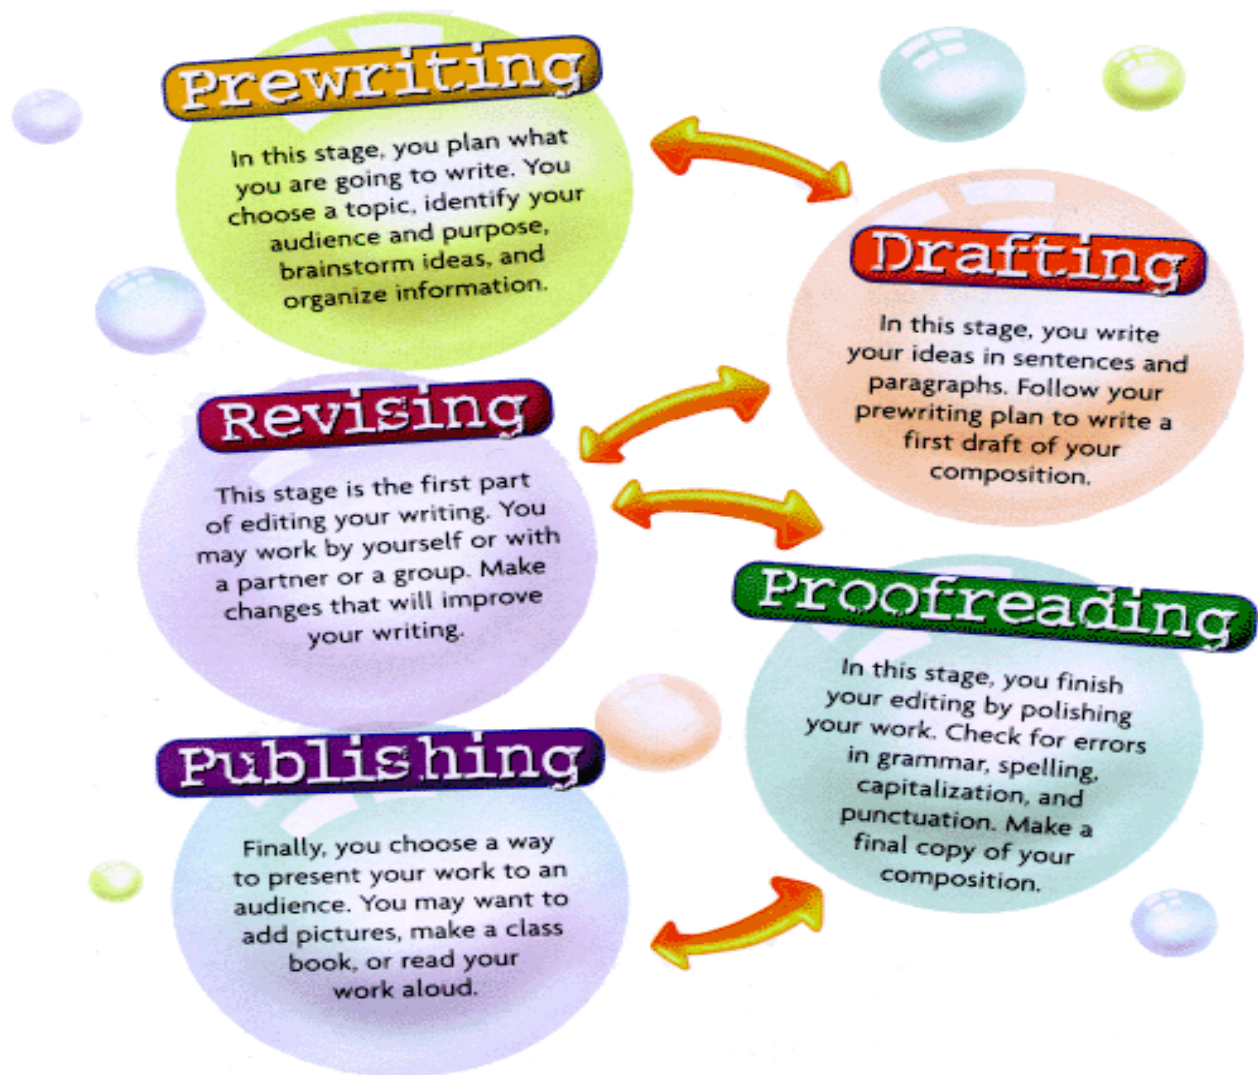 Prewriting
In this stage, you plan what
you are going to write. You
choose a topic, identify your
audience and purpose,
brainstorm ideas, and
organize information.
Drafting
In this stage, you write
your ideas in sentences and
paragraphs. Follow your
prewriting plan to write a
first draft of your
composition.
Revising
This stage is the first part
of editing your writing. You
may work by yourself or with
a partner or a group. Make
changes that will improve
your writing.
Proofreading
In this stage, you finish
your editing by polishing
your work. Check for errors
in grammar, spelling,
capitalization, and
punctuation. Make a
final copy of your
composition.
Publishing
Finally, you choose a way
to present your work to an
audience. You may want to
add pictures, make a class
book, or read your
work aloud.